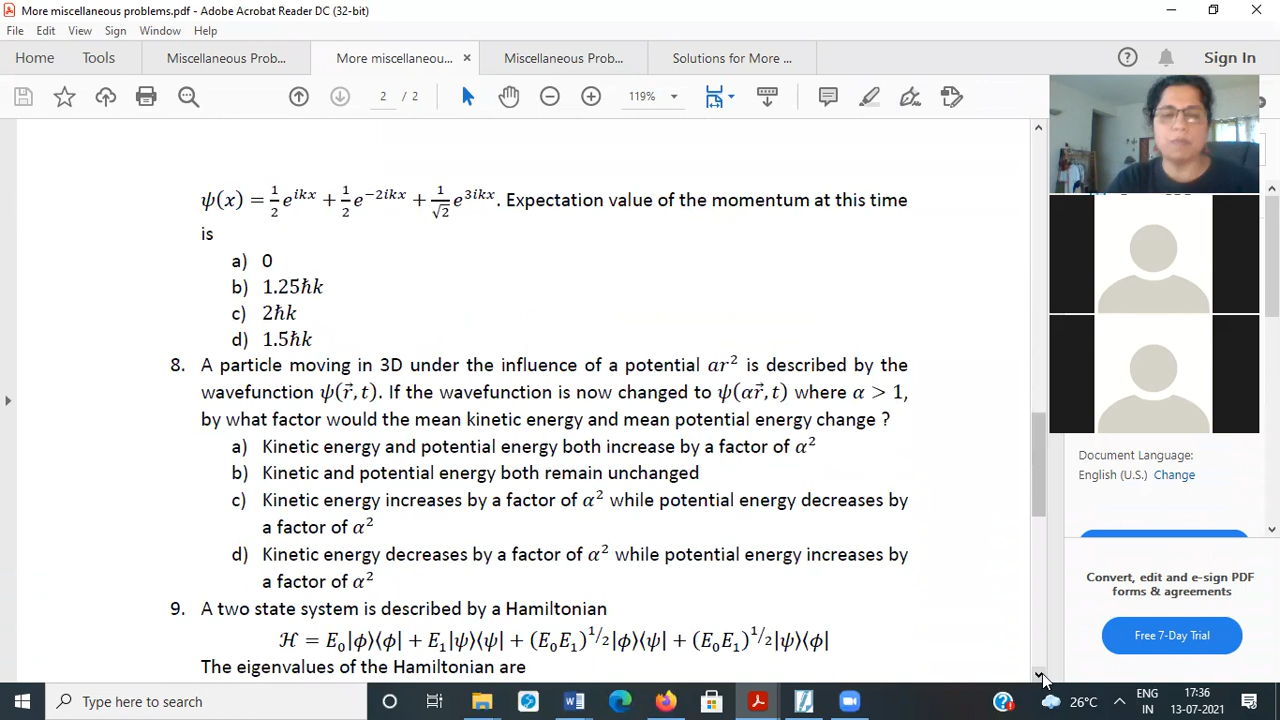 More miscellaneous problems.pdf - Adobe Acrobat Reader DC (32-bit)
File Edit View Sign Window Help
Home Tools Miscellaneous Prob... More miscellanuou... × Miscellaneous Prob... Solutions for More ... Sign In
2 / 2 119%
ψ(x) = 1/2 e^{ikx} + 1/2 e^{−2ikx} + 1/√2 e^{3ikx}. Expectation value of the momentum at this time
is
a) 0
b) 1.25ℏk
c) 2ℏk
d) 1.5ℏk
8. A particle moving in 3D under the influence of a potential ar² is described by the
wavefunction ψ(r⃗, t). If the wavefunction is now changed to ψ(αr⃗, t) where α > 1,
by what factor would the mean kinetic energy and mean potential energy change ?
a) Kinetic energy and potential energy both increase by a factor of α²
b) Kinetic and potential energy both remain unchanged
c) Kinetic energy increases by a factor of α² while potential energy decreases by
a factor of α²
d) Kinetic energy decreases by a factor of α² while potential energy increases by
a factor of α²
9. A two state system is described by a Hamiltonian
ℋ = E₀|ϕ⟩⟨ϕ| + E₁|ψ⟩⟨ψ| + (E₀E₁)^{1/2}|ϕ⟩⟨ψ| + (E₀E₁)^{1/2}|ψ⟩⟨ϕ|
The eigenvalues of the Hamiltonian are
Document Language:
English (U.S.) Change
Convert, edit and e-sign PDF
forms & agreements
Free 7-Day Trial
Type here to search
26°C
ENG
IN
17:36
13-07-2021